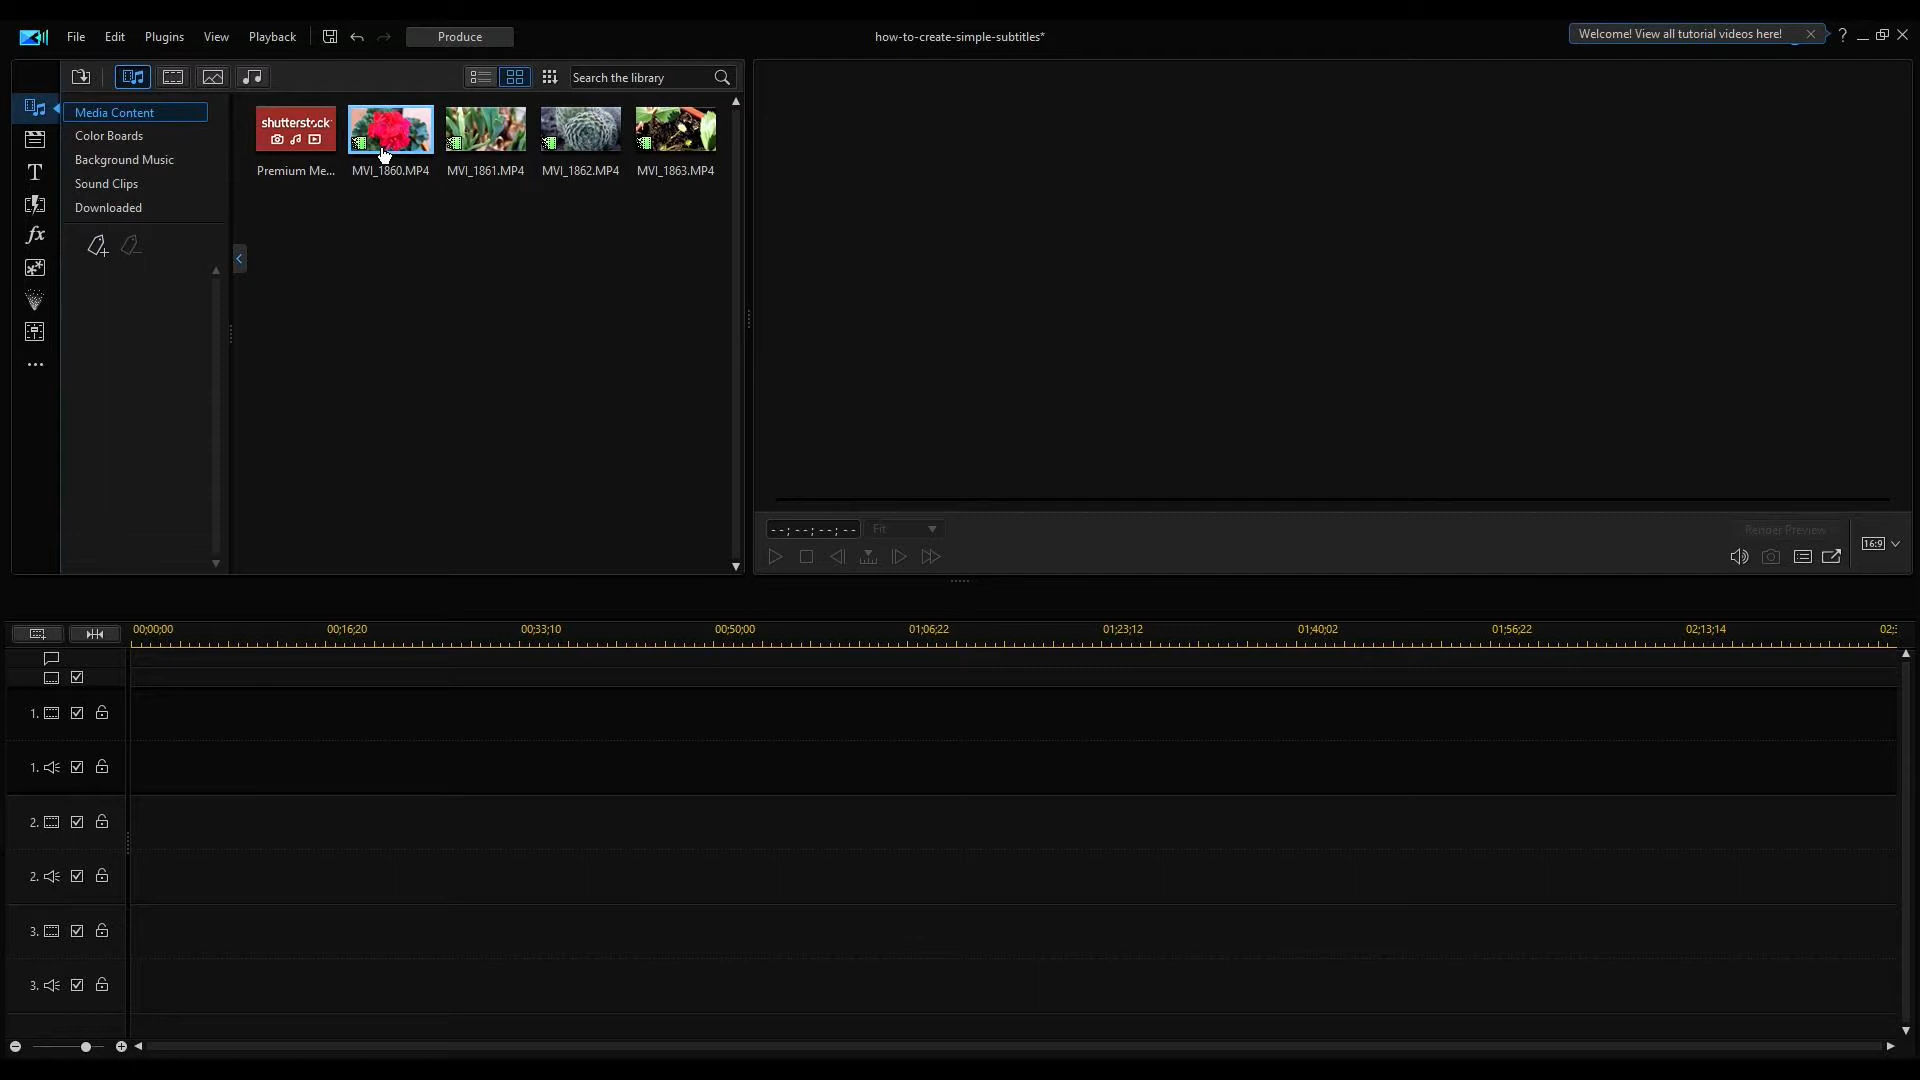 File Edit Plugins View Playback Produce how-to-create-simple-subtitles* Welcome! View all tutorial videos here!
Search the library
Media Content
Color Boards
Background Music
Sound Clips
Downloaded
T
fx
shutterstock
Premium Me... MVI_1860.MP4 MVI_1861.MP4 MVI_1862.MP4 MVI_1863.MP4
--;--;--;-- Fit Render Preview
16:9
00;00;00 00;16;20 00;33;10 00;50;00 01;06;22 01;23;12 01;40;02 01;56;22 02;13;14
1.
1.
2.
2.
3.
3.